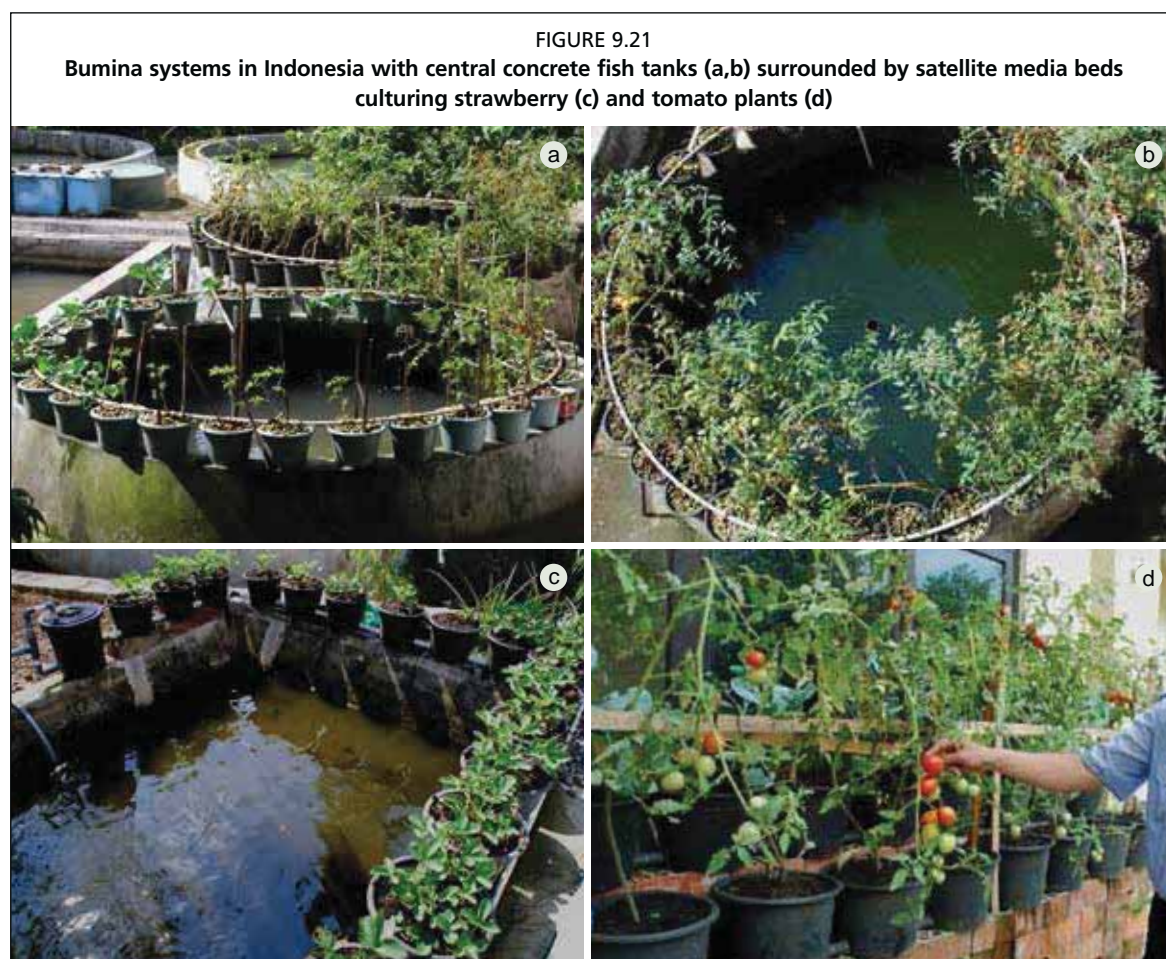 FIGURE 9.21
Bumina systems in Indonesia with central concrete fish tanks (a,b) surrounded by satellite media beds
culturing strawberry (c) and tomato plants (d)
a
b
c
d